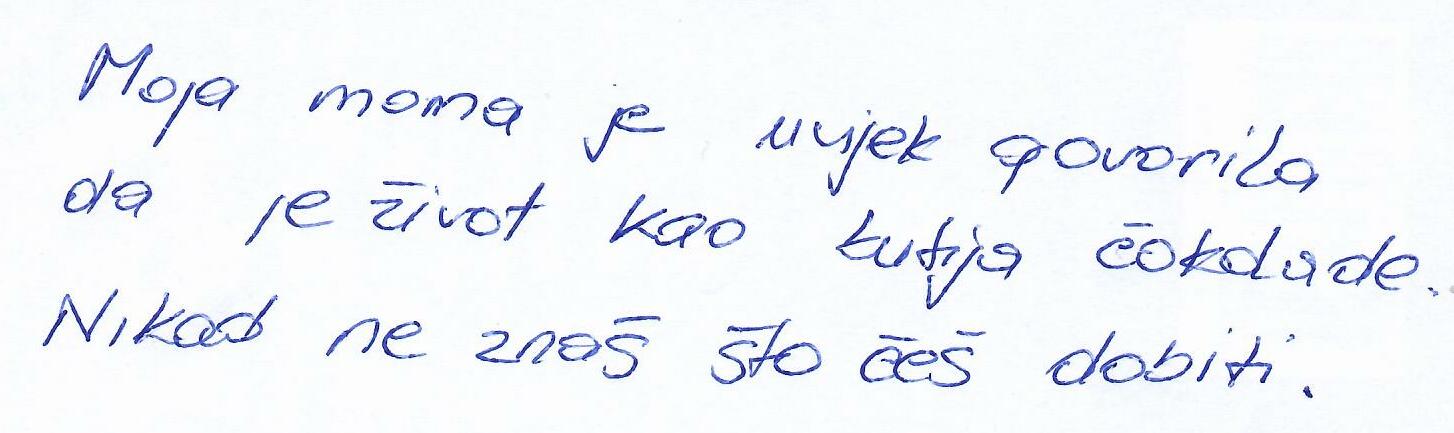 Moja mama je uvijek govorila
da je život kao kutija čokolade.
Nikad ne znaš što ćeš dobiti.